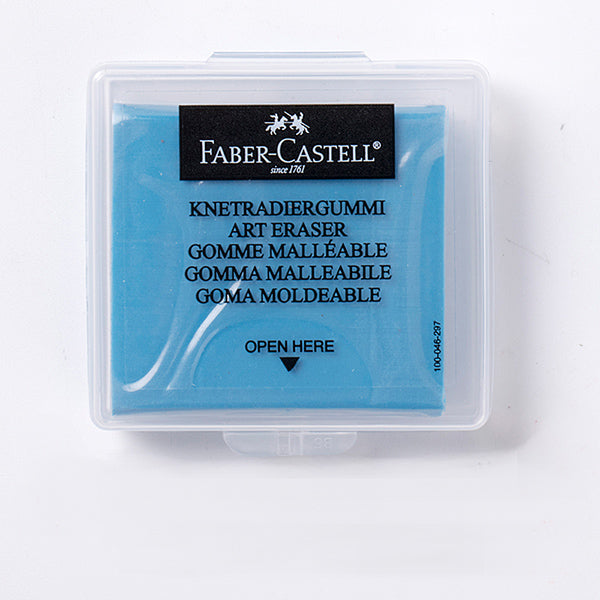 FABER-CASTELL®
since 1761
KNETRADIERGUMMI
ART ERASER
GOMME MALLÉABLE
GOMMA MALLEABILE
GOMA MOLDEABLE
OPEN HERE
100-046-297